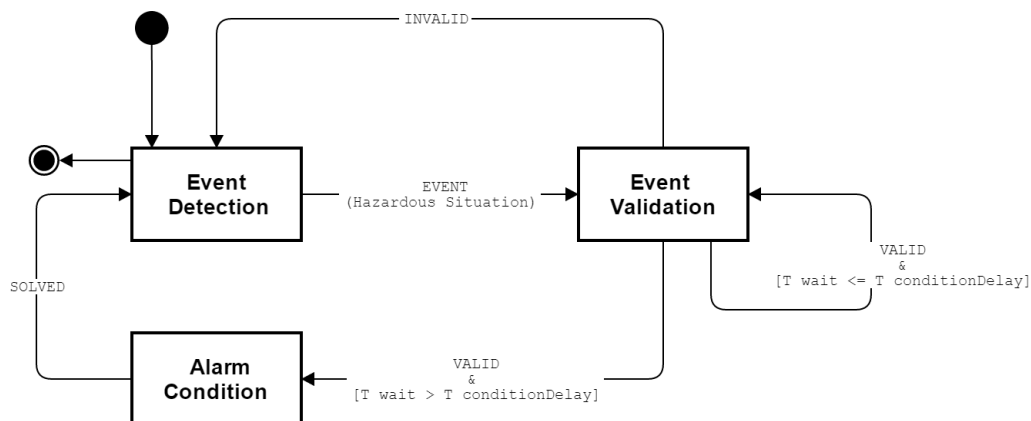 INVALID
Event
Detection
EVENT
(Hazardous Situation)
Event
Validation
VALID
&
[T wait <= T conditionDelay]
SOLVED
Alarm
Condition
VALID
&
[T wait > T conditionDelay]